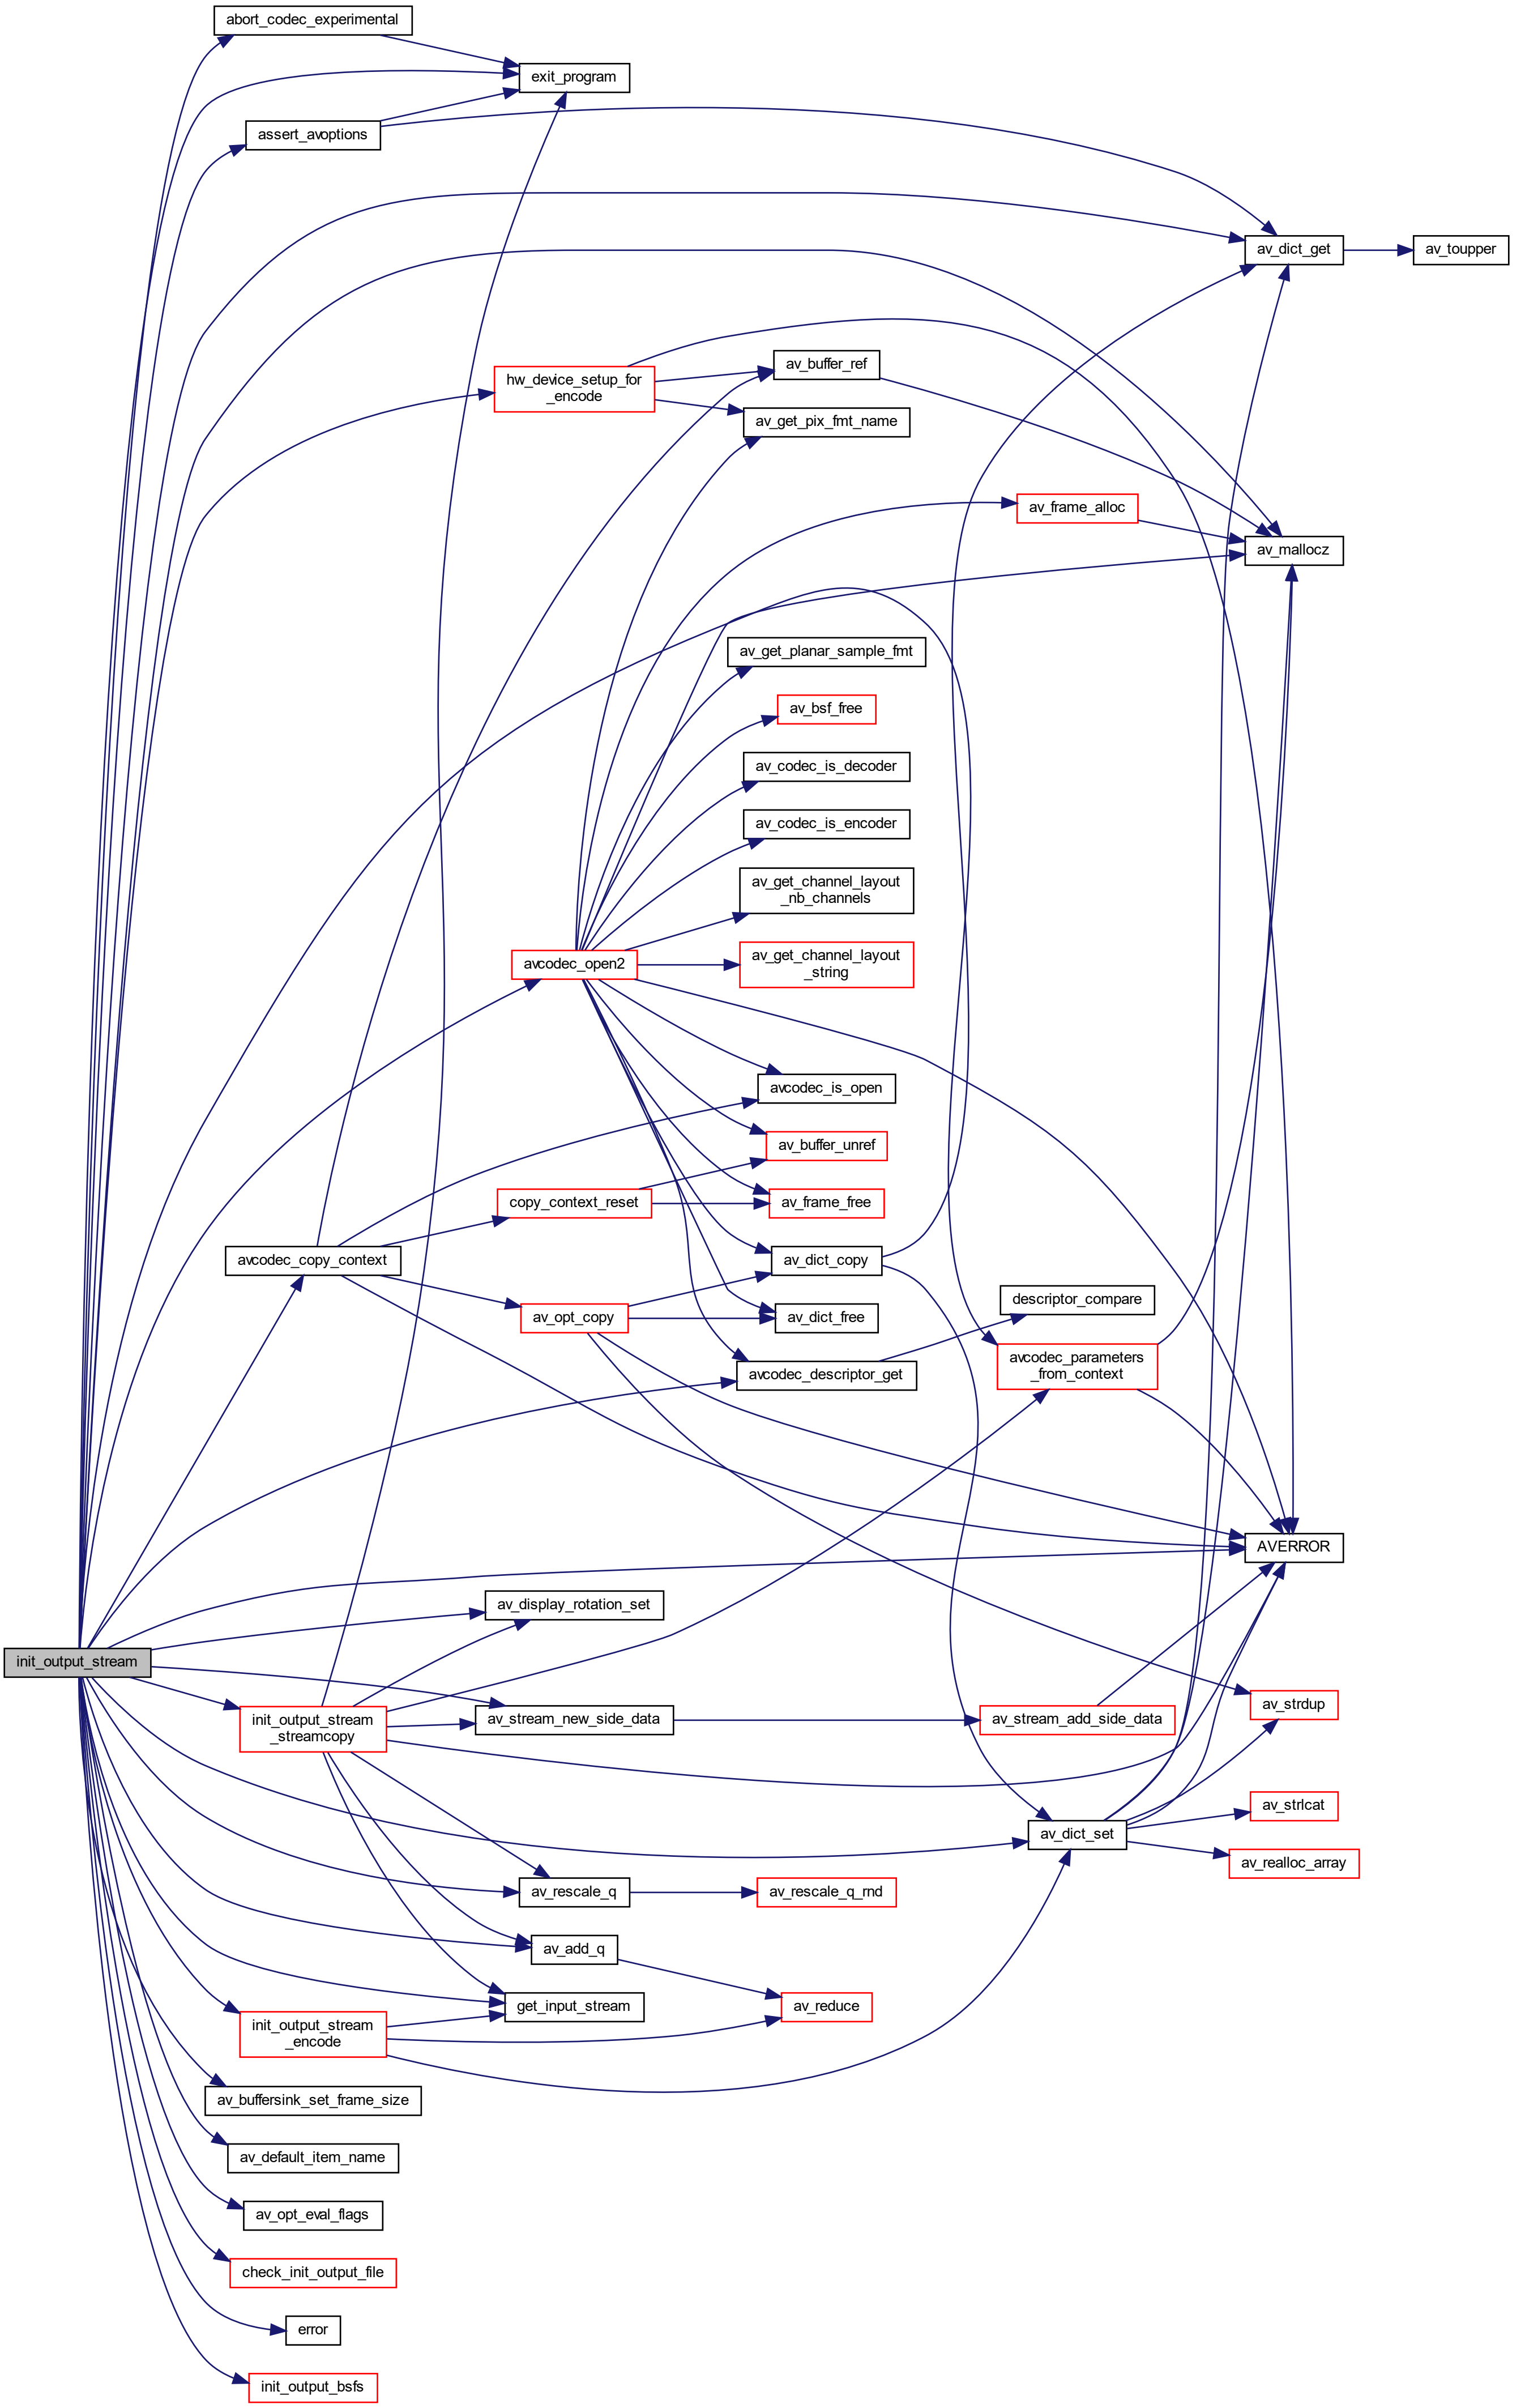 abort_codec_experimental
exit_program
assert_avoptions
av_dict_get
av_toupper
av_buffer_ref
hw_device_setup_for
_encode
av_get_pix_fmt_name
av_frame_alloc
av_mallocz
av_get_planar_sample_fmt
av_bsf_free
av_codec_is_decoder
av_codec_is_encoder
av_get_channel_layout
_nb_channels
avcodec_open2
av_get_channel_layout
_string
avcodec_is_open
av_buffer_unref
copy_context_reset
av_frame_free
avcodec_copy_context
av_dict_copy
descriptor_compare
av_opt_copy
av_dict_free
avcodec_parameters
_from_context
avcodec_descriptor_get
AVERROR
av_display_rotation_set
init_output_stream
av_strdup
init_output_stream
_streamcopy
av_stream_new_side_data
av_stream_add_side_data
av_strlcat
av_dict_set
av_realloc_array
av_rescale_q
av_rescale_q_rnd
av_add_q
get_input_stream
av_reduce
init_output_stream
_encode
av_buffersink_set_frame_size
av_default_item_name
av_opt_eval_flags
check_init_output_file
error
init_output_bsfs